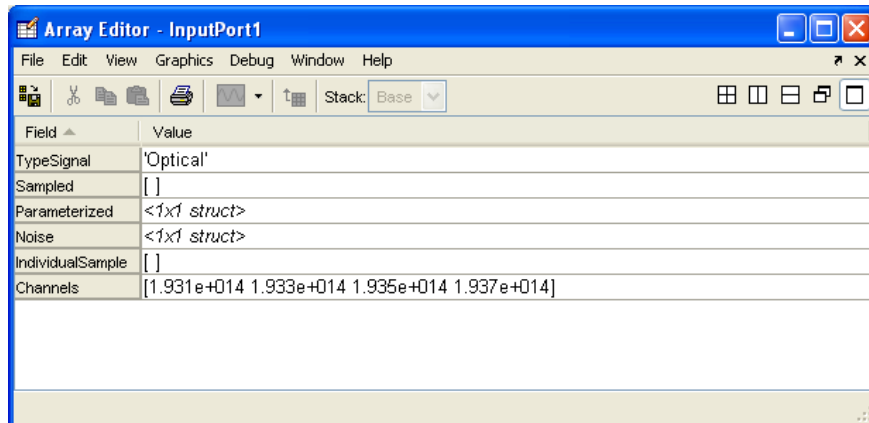 Array Editor - InputPort1
File Edit View Graphics Debug Window Help
Stack: Base
Field Value
TypeSignal 'Optical'
Sampled [ ]
Parameterized <1x1 struct>
Noise <1x1 struct>
IndividualSample [ ]
Channels [1.931e+014 1.933e+014 1.935e+014 1.937e+014]